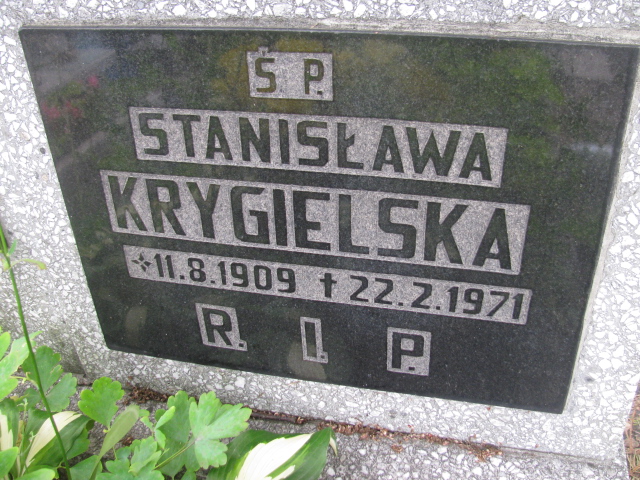 Ś P.
STANISŁAWA
KRYGIELSKA
11.8.1909 † 22.2.1971
R. I. P.